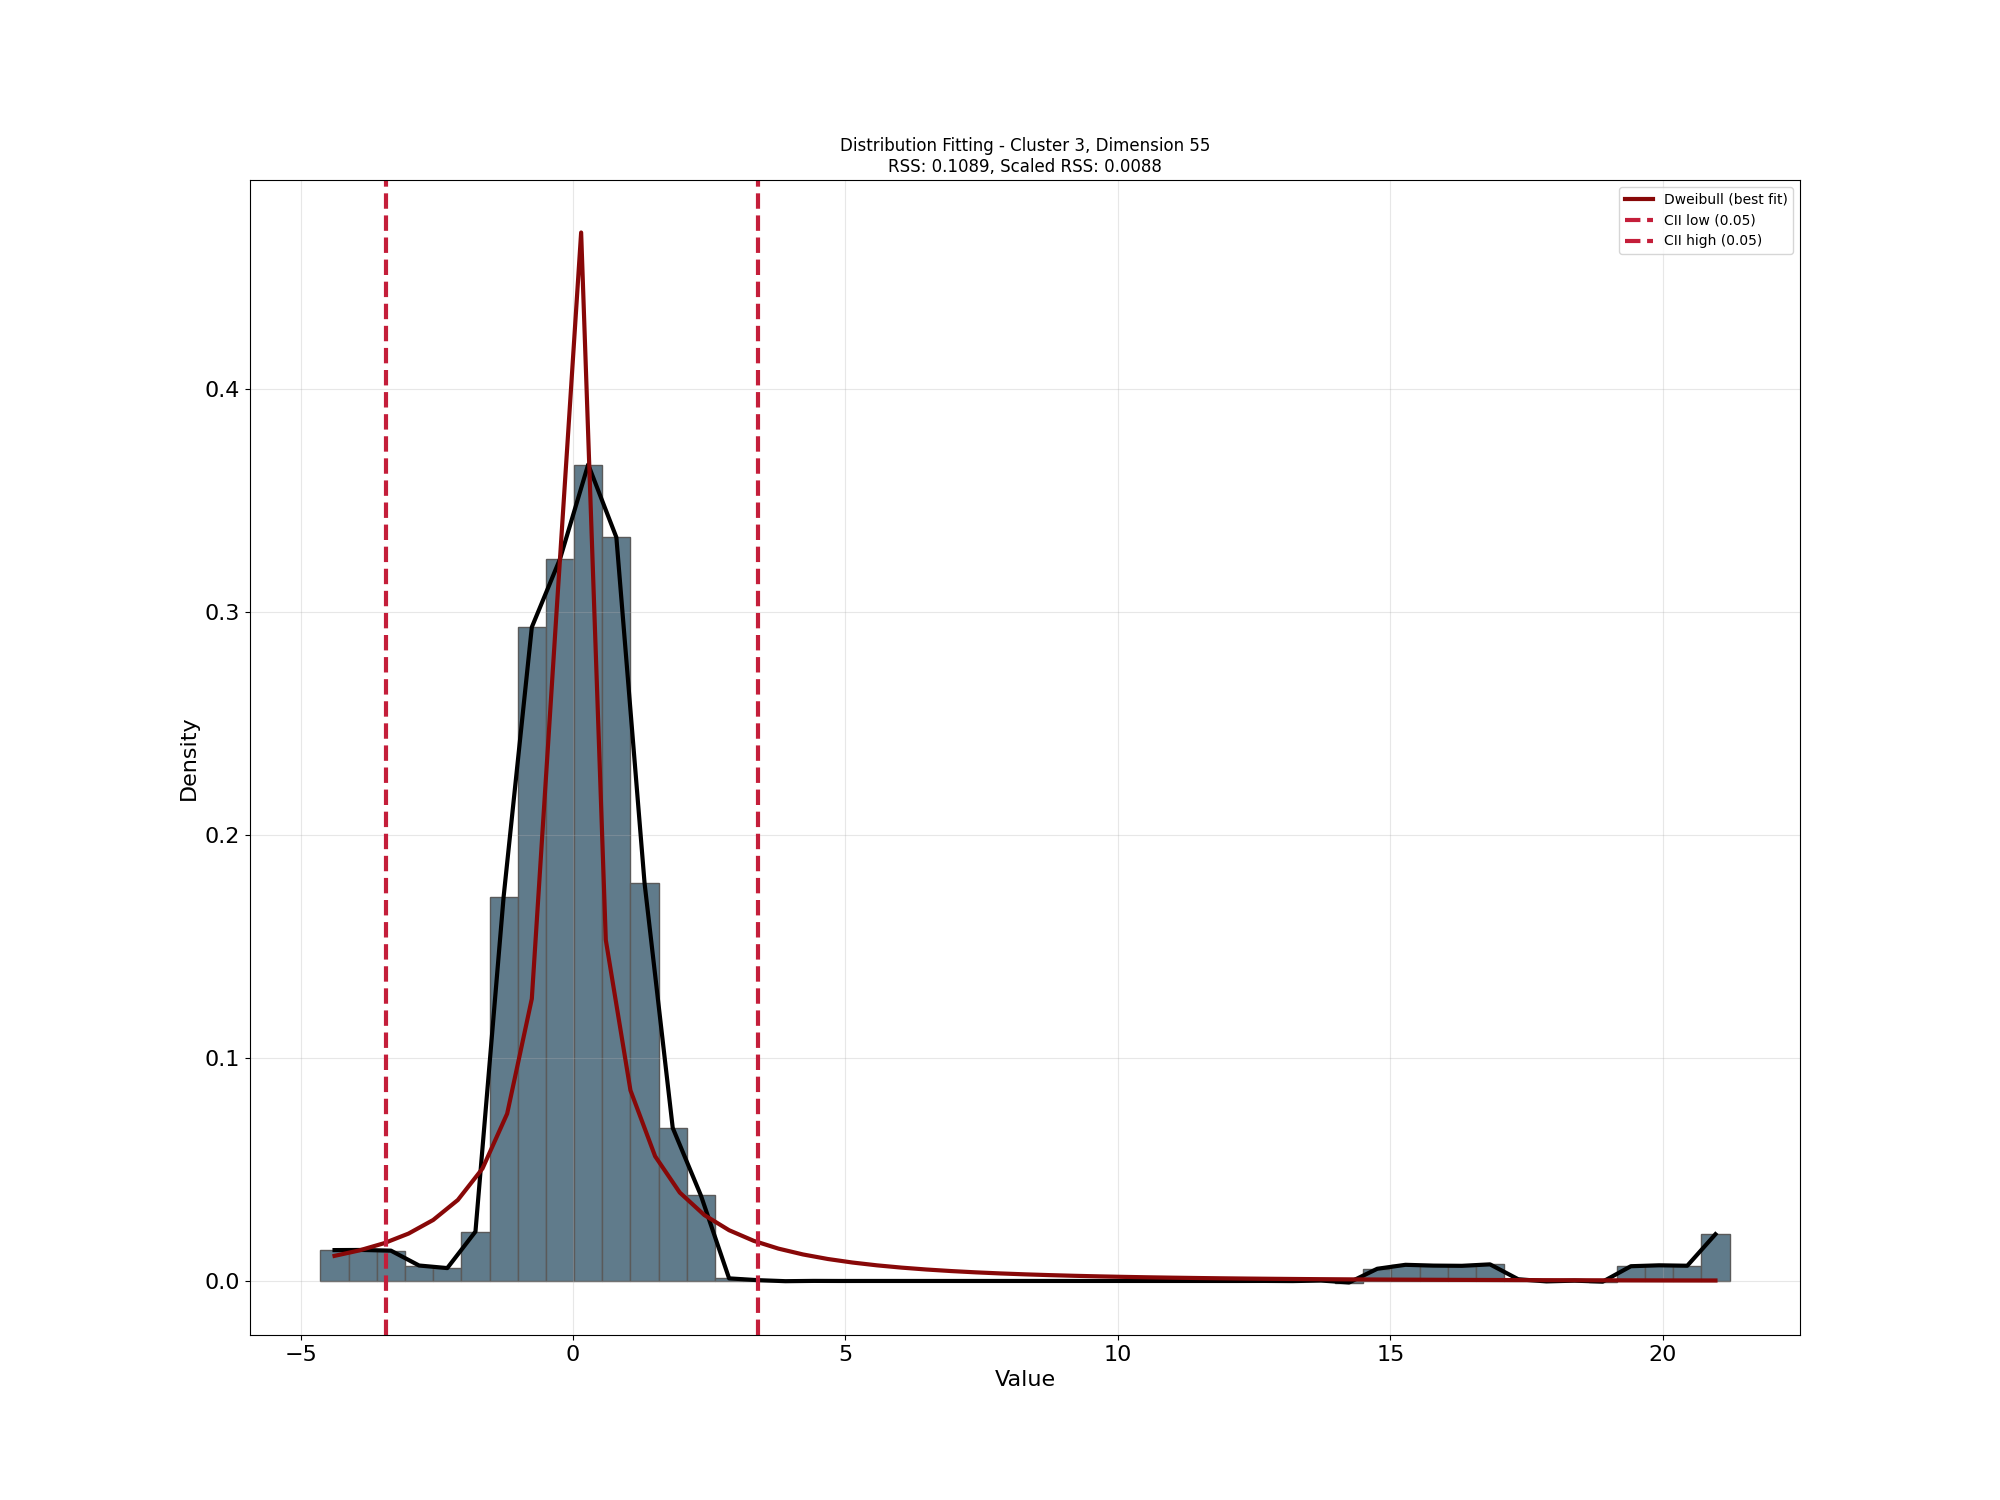 Distribution Fitting - Cluster 3, Dimension 55
RSS: 0.1089, Scaled RSS: 0.0088
Dweibull (best fit)
CII low (0.05)
CII high (0.05)
Density
0.4
0.3
0.2
0.1
0.0
−5
0
5
10
15
20
Value